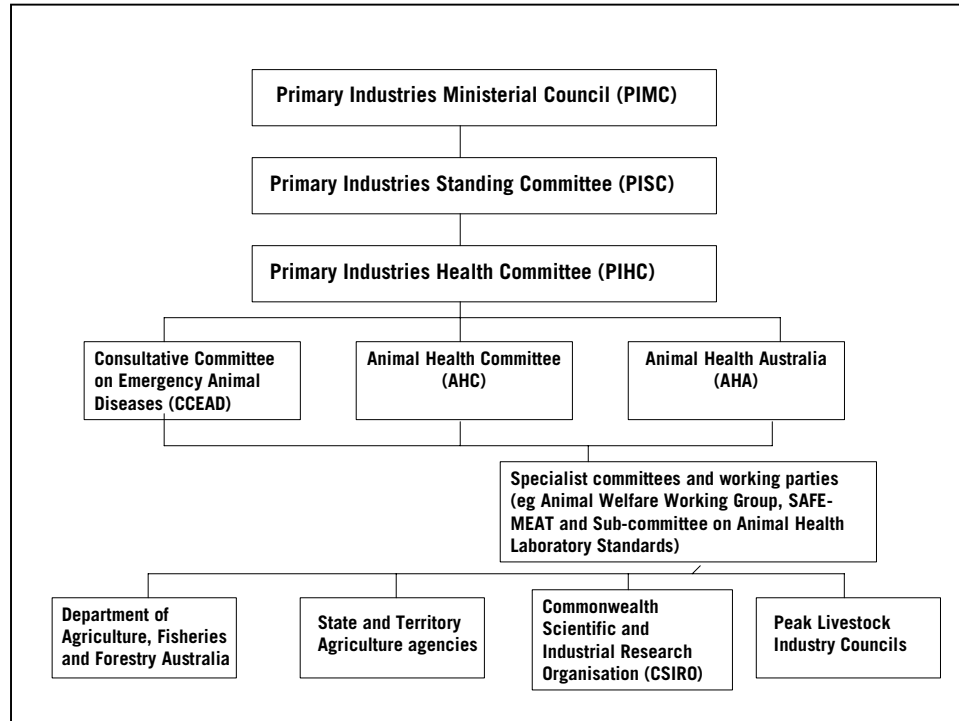 Primary Industries Ministerial Council (PIMC)
Primary Industries Standing Committee (PISC)
Primary Industries Health Committee (PIHC)
Consultative Committee
on Emergency Animal
Diseases (CCEAD)
Animal Health Committee
(AHC)
Animal Health Australia
(AHA)
Specialist committees and working parties
(eg Animal Welfare Working Group, SAFE-
MEAT and Sub-committee on Animal Health
Laboratory Standards)
Department of
Agriculture, Fisheries
and Forestry Australia
State and Territory
Agriculture agencies
Commonwealth
Scientific and
Industrial Research
Organisation (CSIRO)
Peak Livestock
Industry Councils